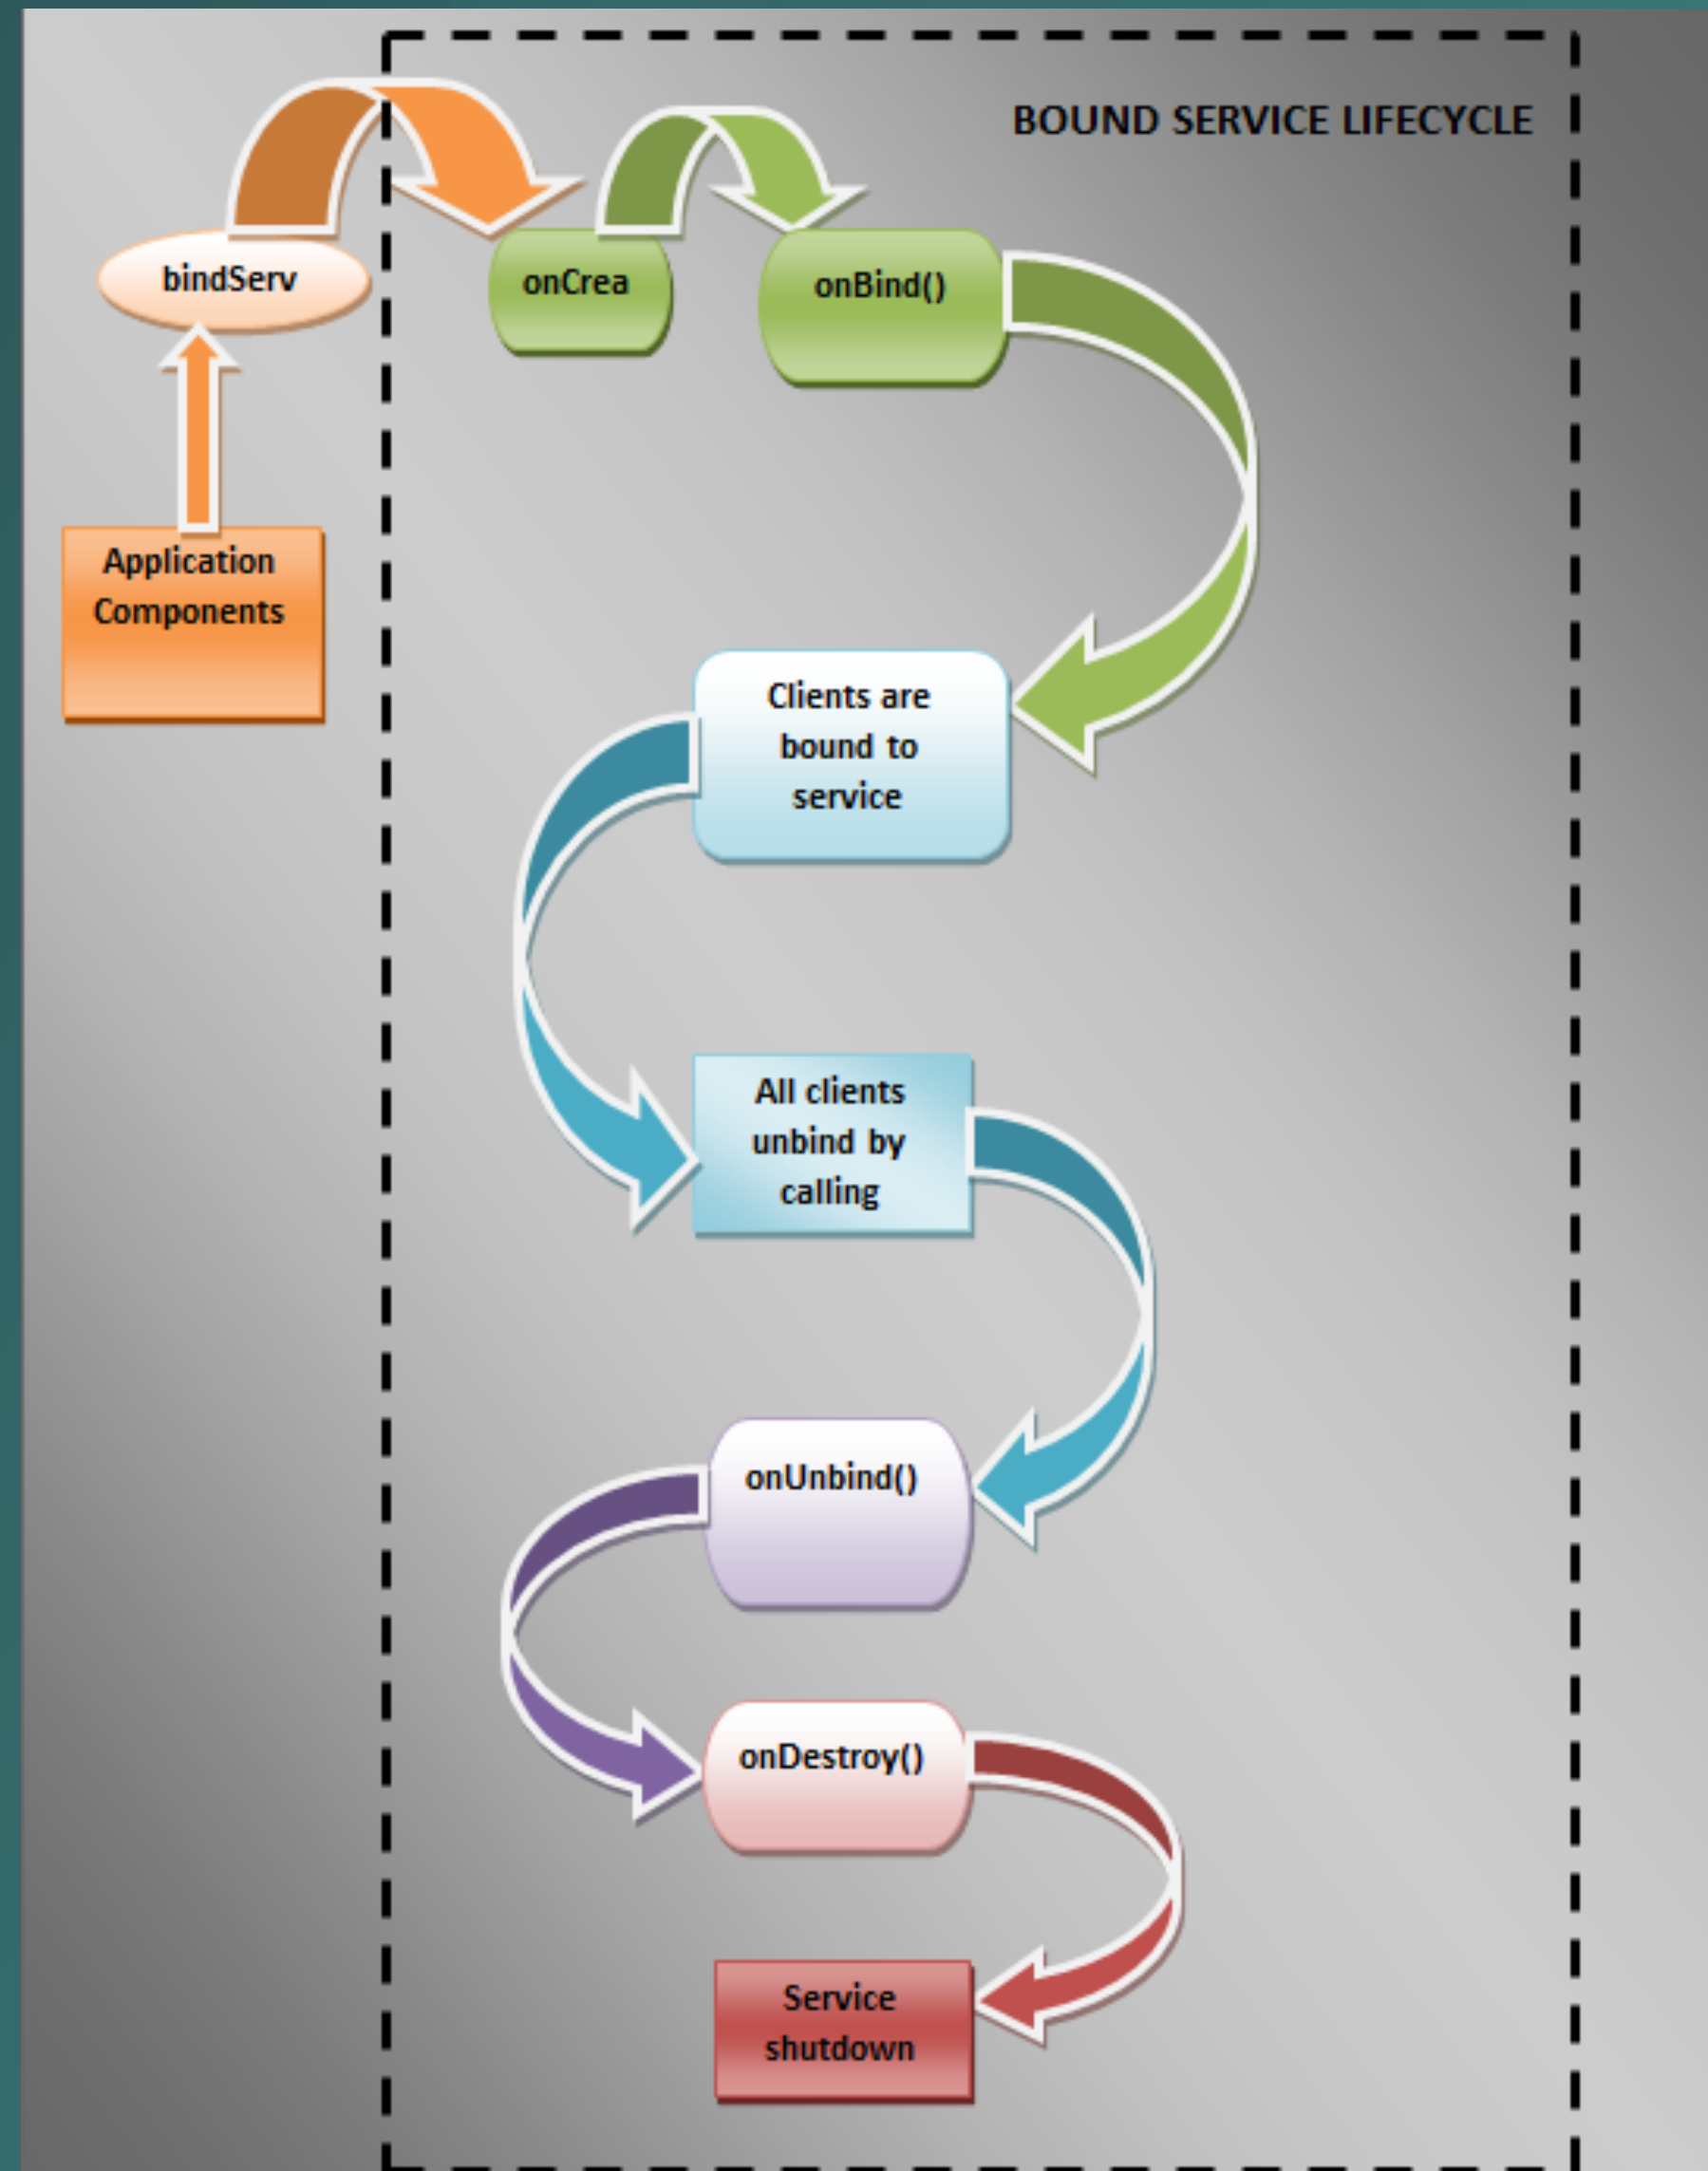 BOUND SERVICE LIFECYCLE
bindServ
onCrea
onBind()
Application
Components
Clients are
bound to
service
All clients
unbind by
calling
onUnbind()
onDestroy()
Service
shutdown